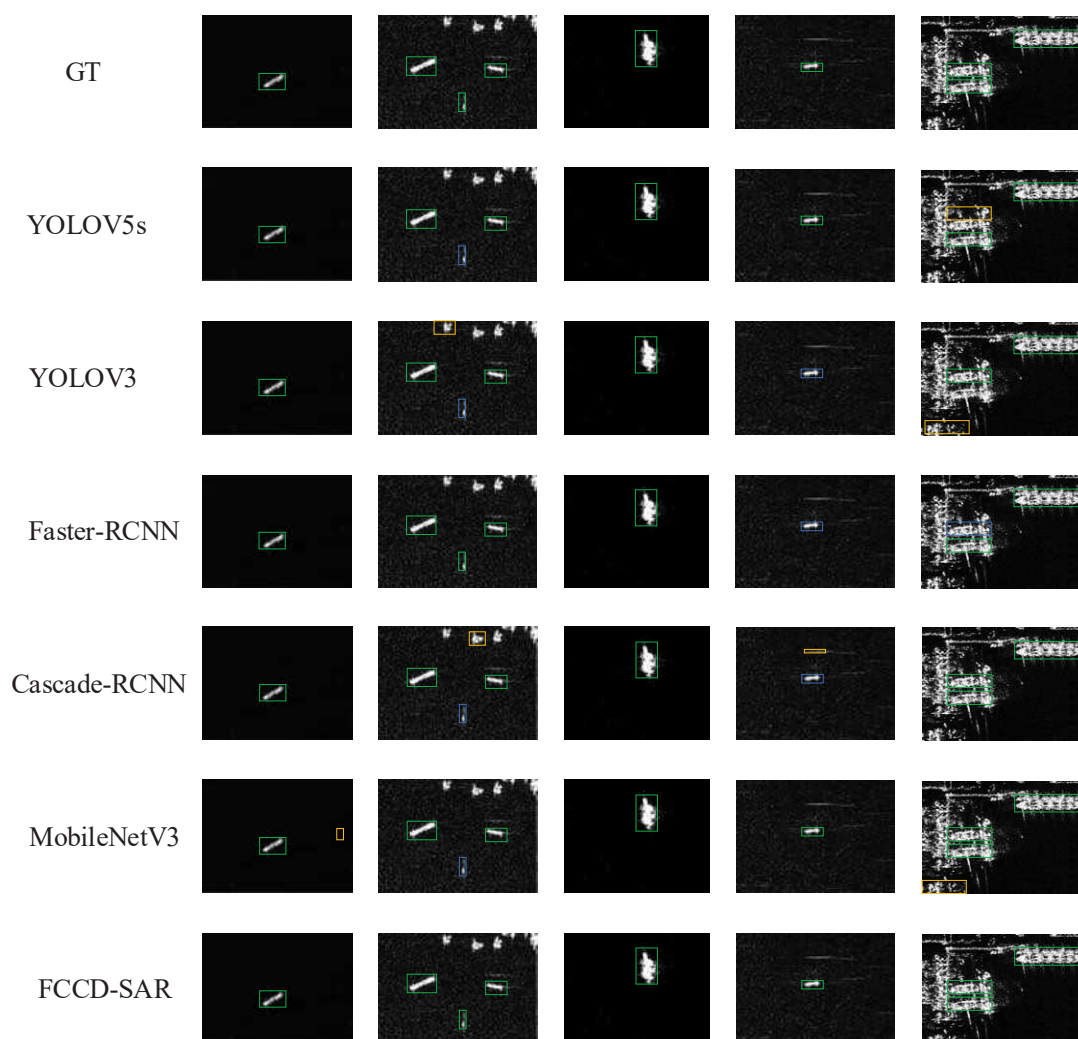 GT
YOLOV5s
YOLOV3
Faster-RCNN
Cascade-RCNN
MobileNetV3
FCCD-SAR